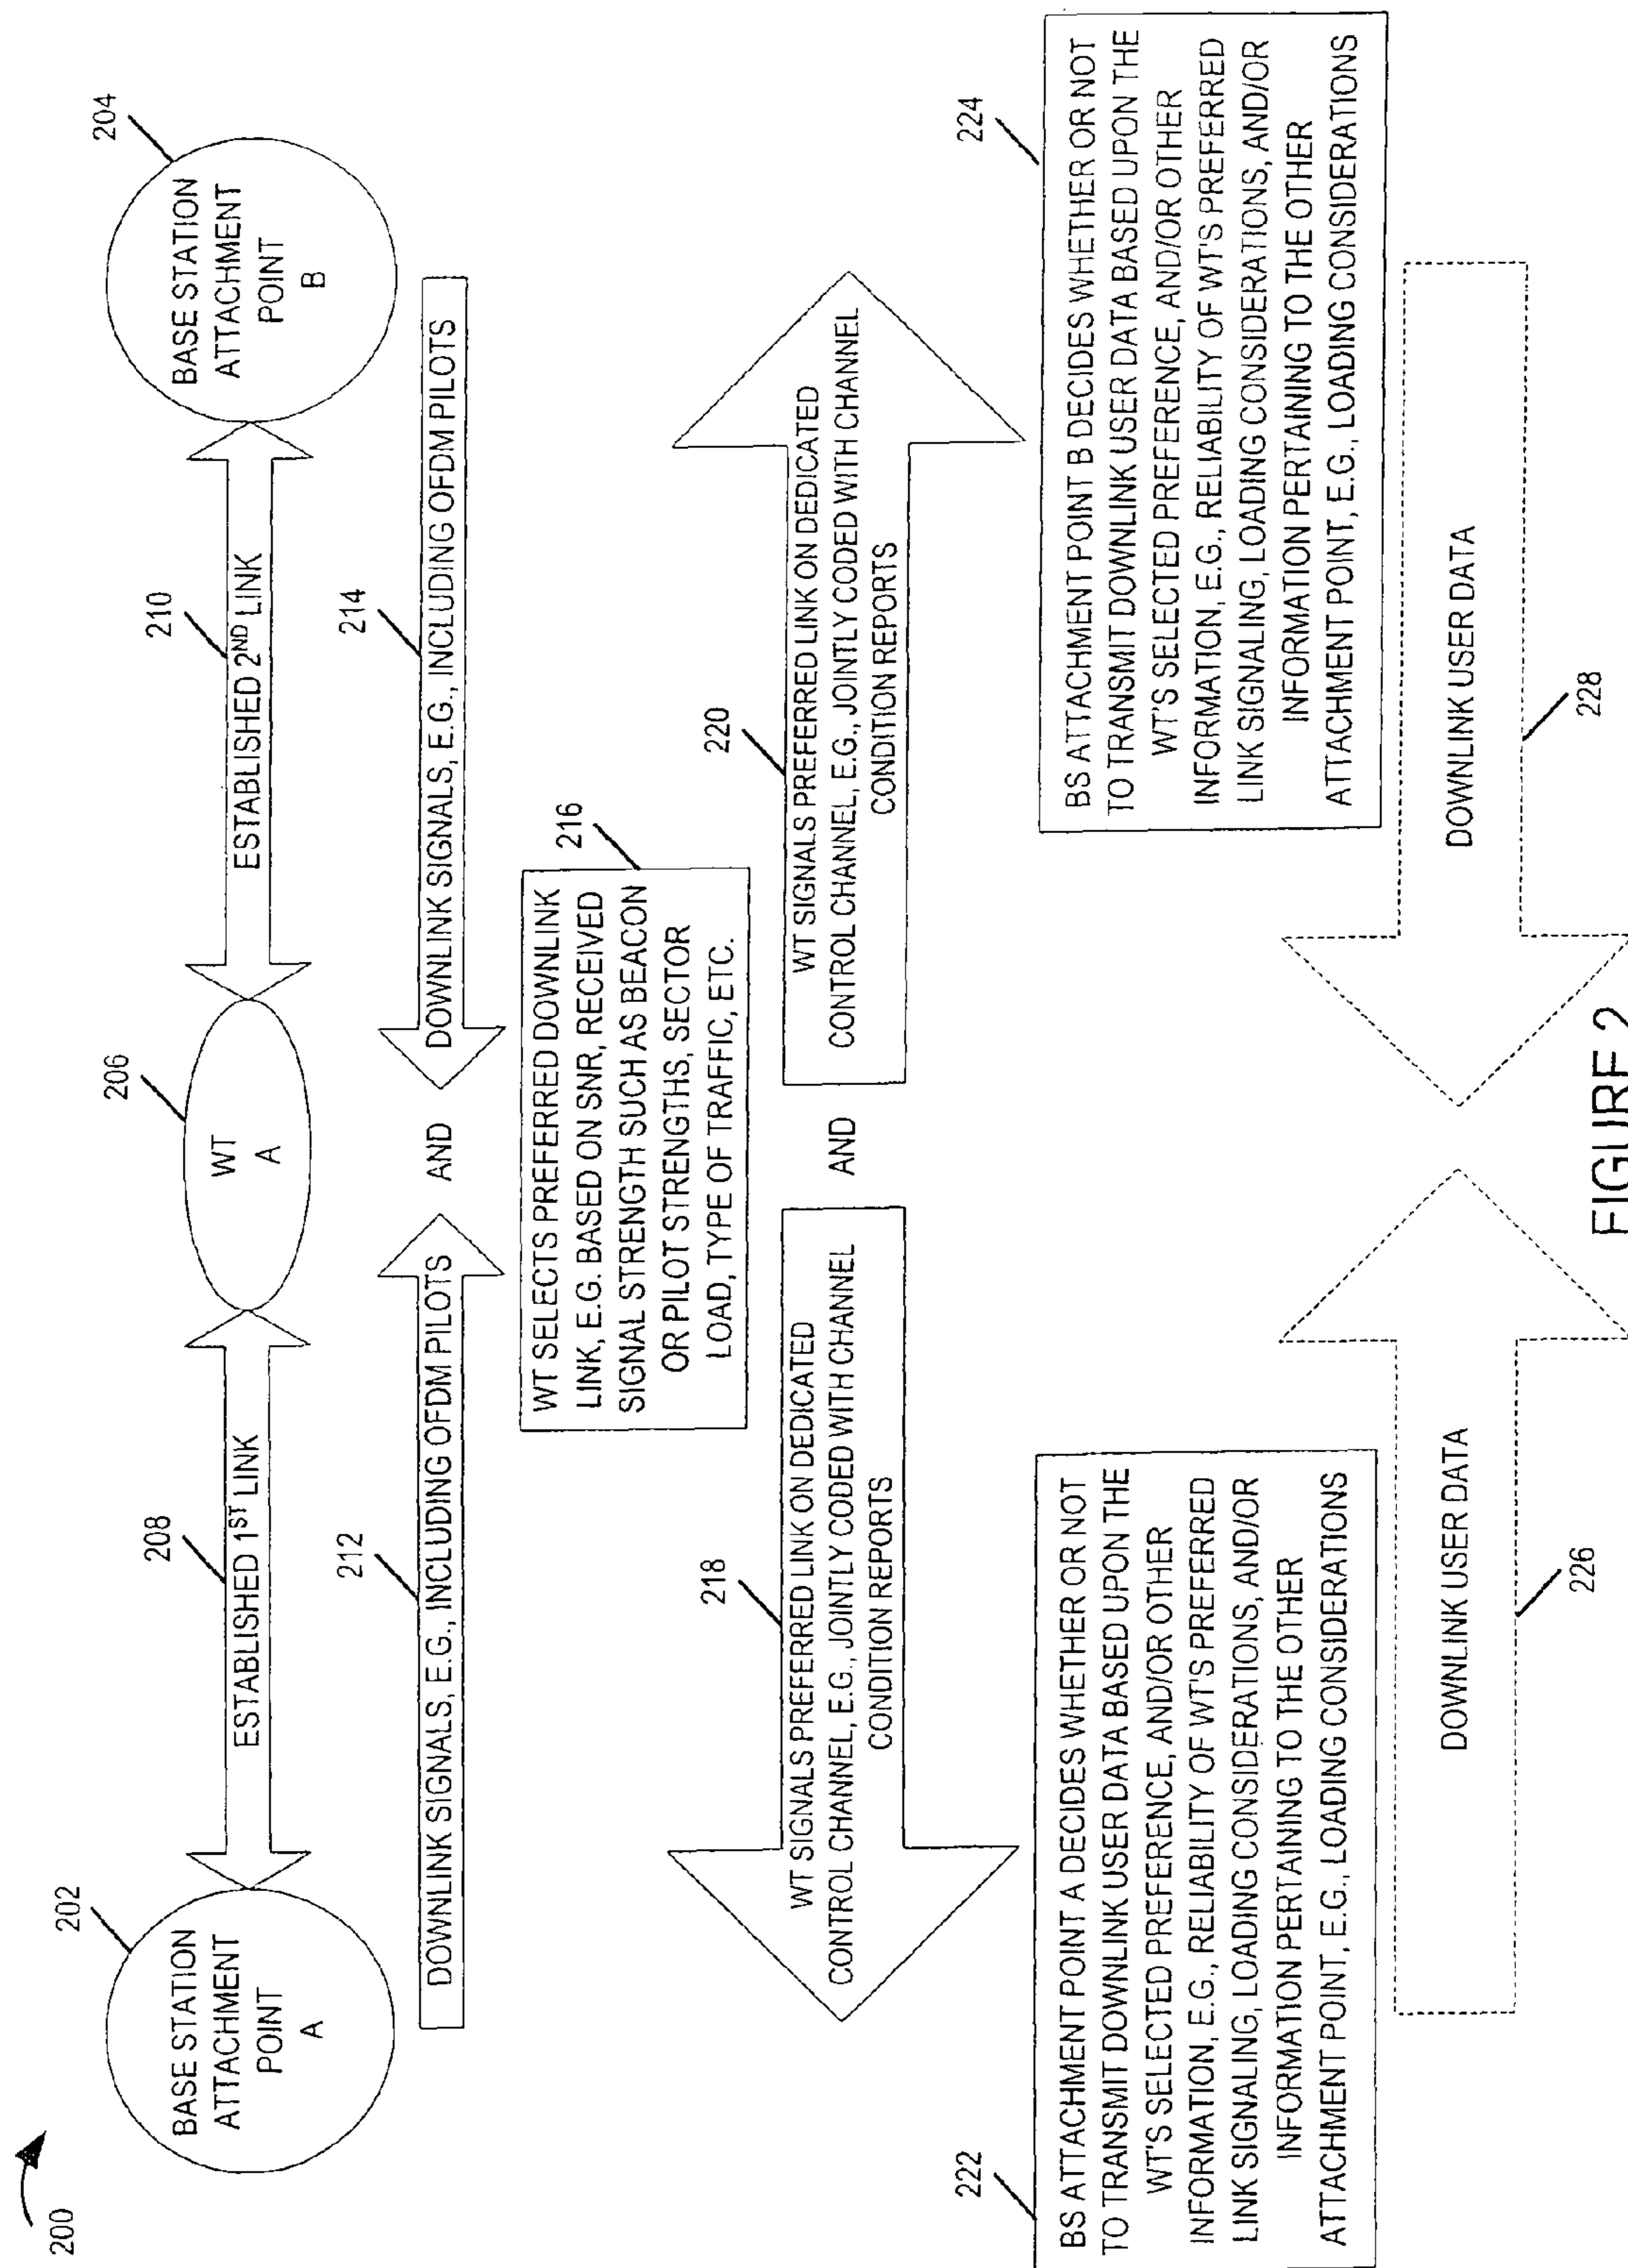 200
202
BASE STATION
ATTACHMENT
POINT
A
208
ESTABLISHED 1ST LINK
206
WT
A
210
ESTABLISHED 2ND LINK
204
BASE STATION
ATTACHMENT
POINT
B
212
DOWNLINK SIGNALS, E.G., INCLUDING OFDM PILOTS
AND
214
DOWNLINK SIGNALS, E.G., INCLUDING OFDM PILOTS
216
WT SELECTS PREFERRED DOWNLINK
LINK, E.G. BASED ON SNR, RECEIVED
SIGNAL STRENGTH SUCH AS BEACON
OR PILOT STRENGTHS, SECTOR
LOAD, TYPE OF TRAFFIC, ETC.
218
WT SIGNALS PREFERRED LINK ON DEDICATED
CONTROL CHANNEL, E.G., JOINTLY CODED WITH CHANNEL
CONDITION REPORTS
AND
220
WT SIGNALS PREFERRED LINK ON DEDICATED
CONTROL CHANNEL, E.G., JOINTLY CODED WITH CHANNEL
CONDITION REPORTS
222
BS ATTACHMENT POINT A DECIDES WHETHER OR NOT
TO TRANSMIT DOWNLINK USER DATA BASED UPON THE
WT'S SELECTED PREFERENCE, AND/OR OTHER
INFORMATION, E.G., RELIABILITY OF WT'S PREFERRED
LINK SIGNALING, LOADING CONSIDERATIONS, AND/OR
INFORMATION PERTAINING TO THE OTHER
ATTACHMENT POINT, E.G., LOADING CONSIDERATIONS
224
BS ATTACHMENT POINT B DECIDES WHETHER OR NOT
TO TRANSMIT DOWNLINK USER DATA BASED UPON THE
WT'S SELECTED PREFERENCE, AND/OR OTHER
INFORMATION, E.G., RELIABILITY OF WT'S PREFERRED
LINK SIGNALING, LOADING CONSIDERATIONS, AND/OR
INFORMATION PERTAINING TO THE OTHER
ATTACHMENT POINT, E.G., LOADING CONSIDERATIONS
DOWNLINK USER DATA
226
DOWNLINK USER DATA
228
FIGURE 2